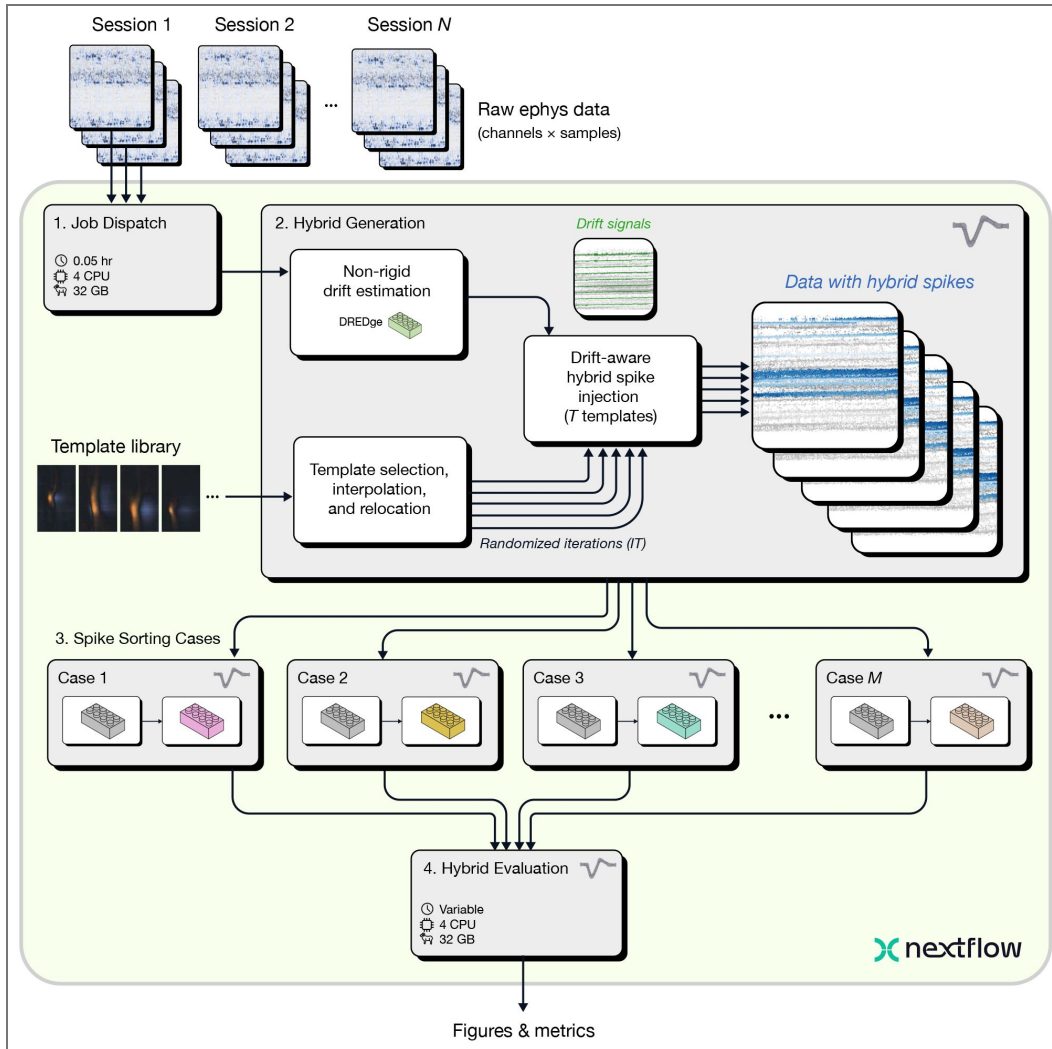 Session 1
Session 2
Session N
...
Raw ephys data
(channels × samples)
1. Job Dispatch
0.05 hr
4 CPU
32 GB
2. Hybrid Generation
Non-rigid
drift estimation
DREDge
Drift signals
Drift-aware
hybrid spike
injection
(T templates)
Data with hybrid spikes
Template library
...
Template selection,
interpolation,
and relocation
Randomized iterations (IT)
3. Spike Sorting Cases
Case 1
Case 2
Case 3
...
Case M
4. Hybrid Evaluation
Variable
4 CPU
32 GB
nextflow
Figures & metrics